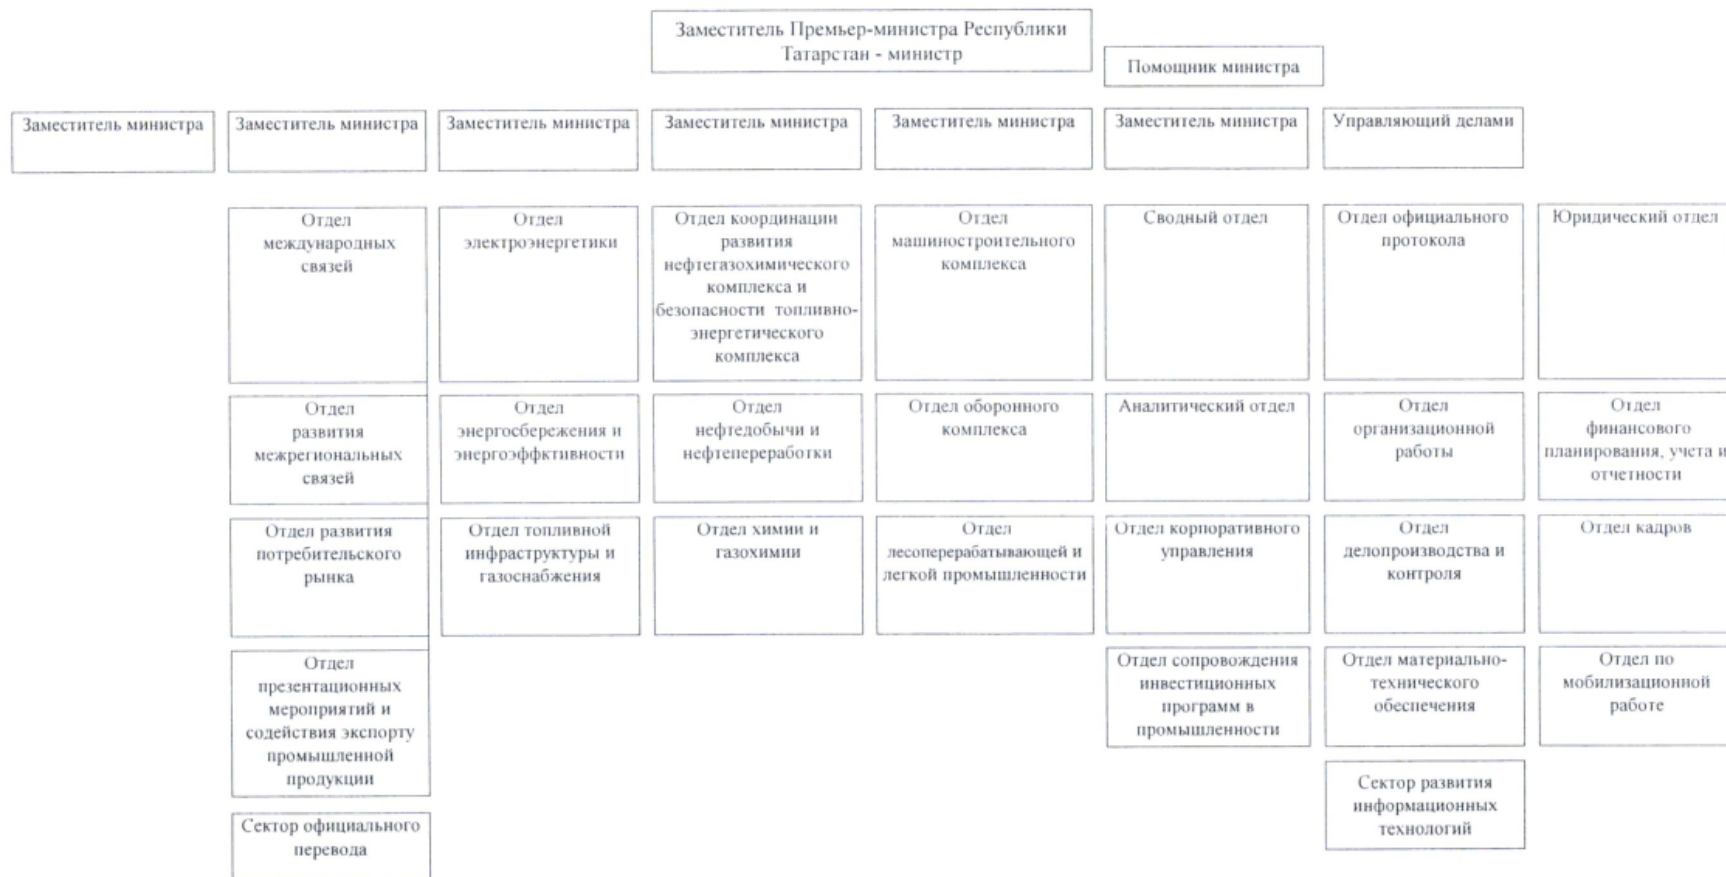 Заместитель Премьер-министра Республики
Татарстан - министр
Помощник министра
Заместитель министра
Заместитель министра
Заместитель министра
Заместитель министра
Заместитель министра
Заместитель министра
Управляющий делами
Отдел
международных
связей
Отдел
электроэнергетики
Отдел координации
развития
нефтегазохимического
комплекса и
безопасности топливно-
энергетического
комплекса
Отдел
машиностроительного
комплекса
Сводный отдел
Отдел официального
протокола
Юридический отдел
Отдел
развития
межрегиональных
связей
Отдел
энергосбережения и
энергоэффктивности
Отдел
нефтедобычи и
нефтепереработки
Отдел оборонного
комплекса
Аналитический отдел
Отдел
организационной
работы
Отдел
финансового
планирования, учета и
отчетности
Отдел развития
потребительского
рынка
Отдел топливной
инфраструктуры и
газоснабжения
Отдел химии и
газохимии
Отдел
лесоперерабатывающей и
легкой промышленности
Отдел корпоративного
управления
Отдел
делопроизводства и
контроля
Отдел кадров
Отдел
презентационных
мероприятий и
содействия экспорту
промышленной
продукции
Отдел сопровождения
инвестиционных
программ в
промышленности
Отдел материально-
технического
обеспечения
Отдел по
мобилизационной
работе
Сектор развития
информационных
технологий
Сектор официального
перевода